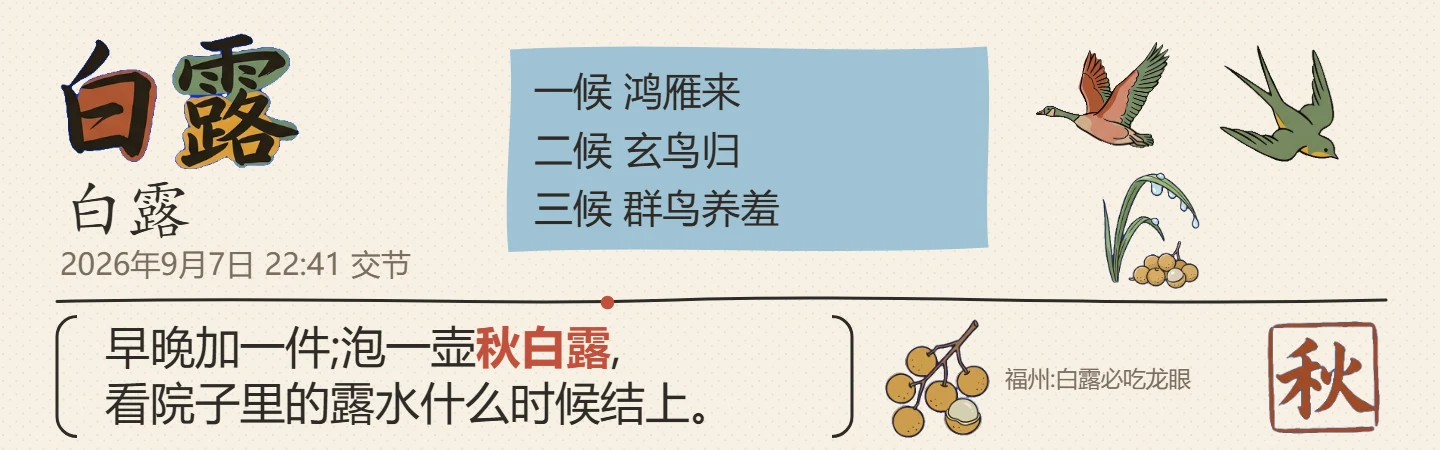 白露
白露
2026年9月7日 22:41 交节
一候 鸿雁来
二候 玄鸟归
三候 群鸟养羞
早晚加一件;泡一壶秋白露,
看院子里的露水什么时候结上。
福州:白露必吃龙眼
秋